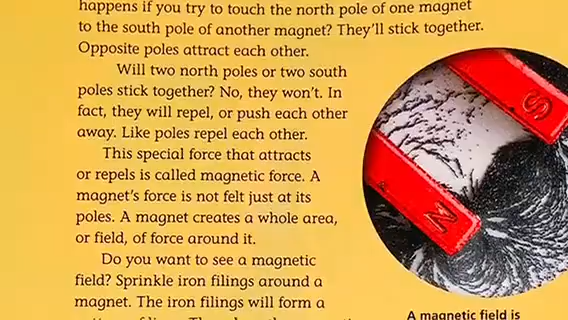 happens if you try to touch the north pole of one magnet
to the south pole of another magnet? They'll stick together.
Opposite poles attract each other.
Will two north poles or two south
poles stick together? No, they won't. In
fact, they will repel, or push each other
away. Like poles repel each other.
This special force that attracts
or repels is called magnetic force. A
magnet's force is not felt just at its
poles. A magnet creates a whole area,
or field, of force around it.
Do you want to see a magnetic
field? Sprinkle iron filings around a
magnet. The iron filings will form a
S
N
A magnetic field is